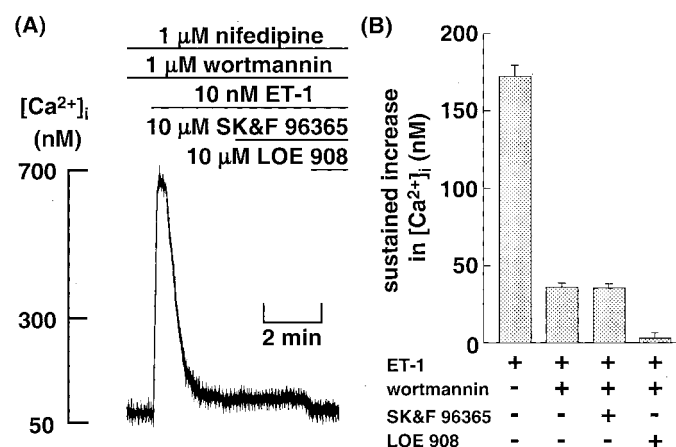 (A)
1 μM nifedipine
1 μM wortmannin
10 nM ET-1
10 μM SK&F 96365
10 μM LOE 908
[Ca2+]i
(nM)
700
300
50
2 min
(B)
sustained increase
in [Ca2+]i (nM)
200
150
100
50
0
ET-1 + + + +
wortmannin - + + +
SK&F 96365 - - + -
LOE 908 - - - +